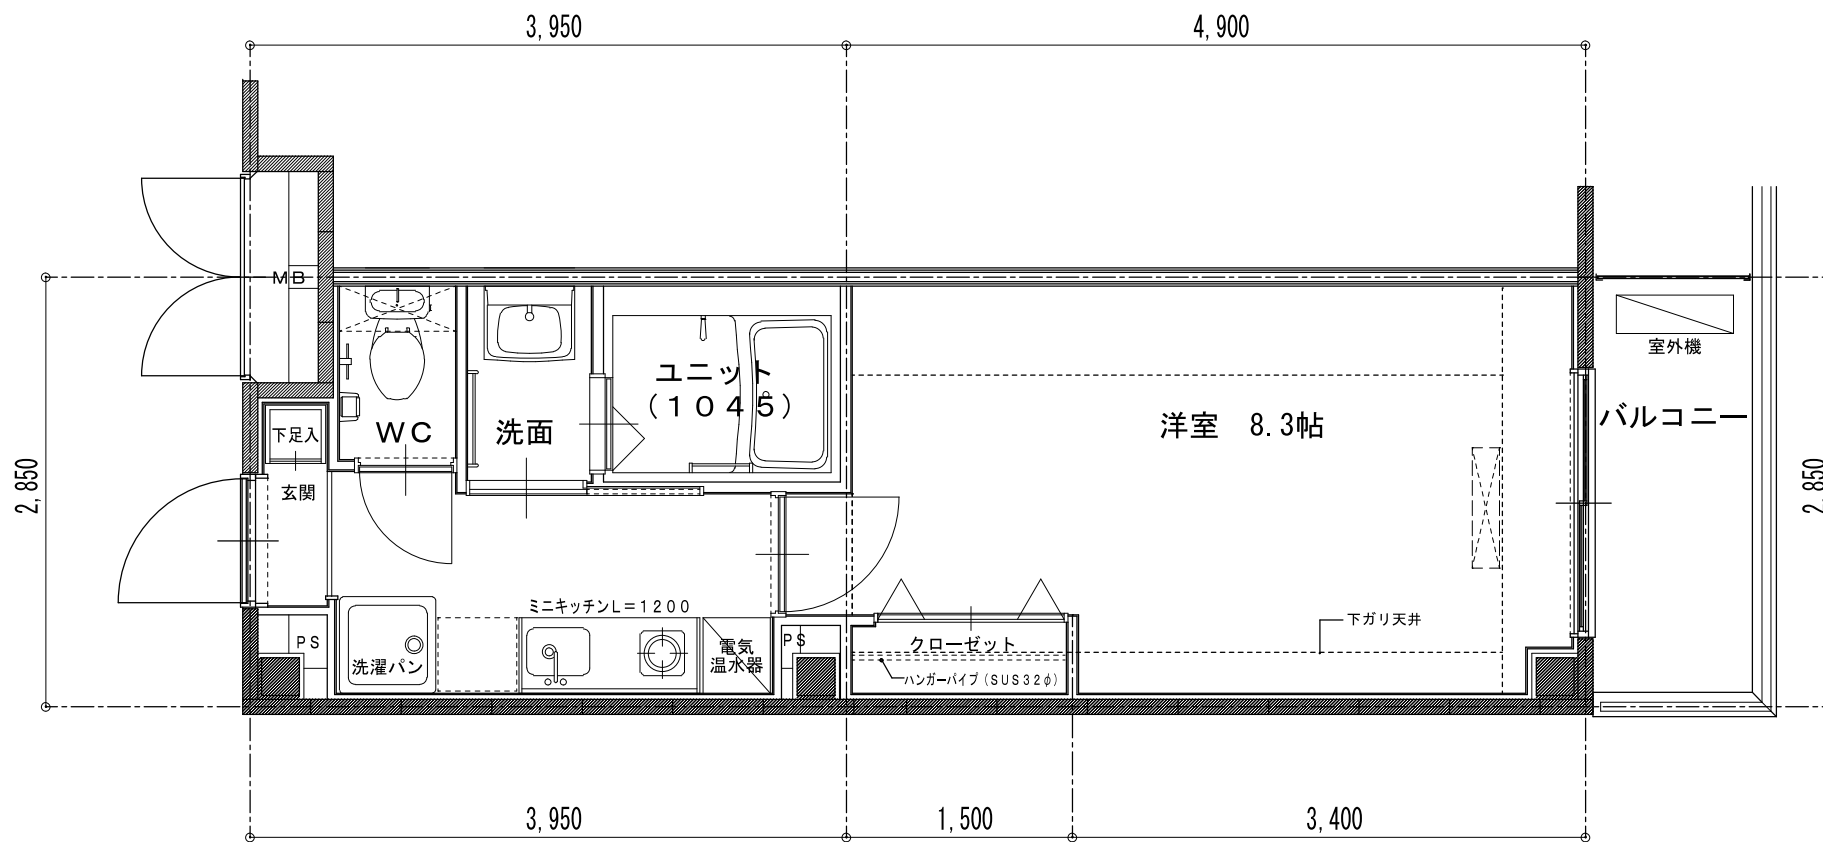 3,950
4,900
MB
室外機
ユニット
(1045)
バルコニー
洋室 8.3帖
WC
洗面
下足入
2,850
2,850
玄関
ミニキッチンL=1200
下ガリ天井
PS
洗濯パン
電気
温水器
PS
クローゼット
ハンガーパイプ(SUS32φ)
3,950
1,500
3,400